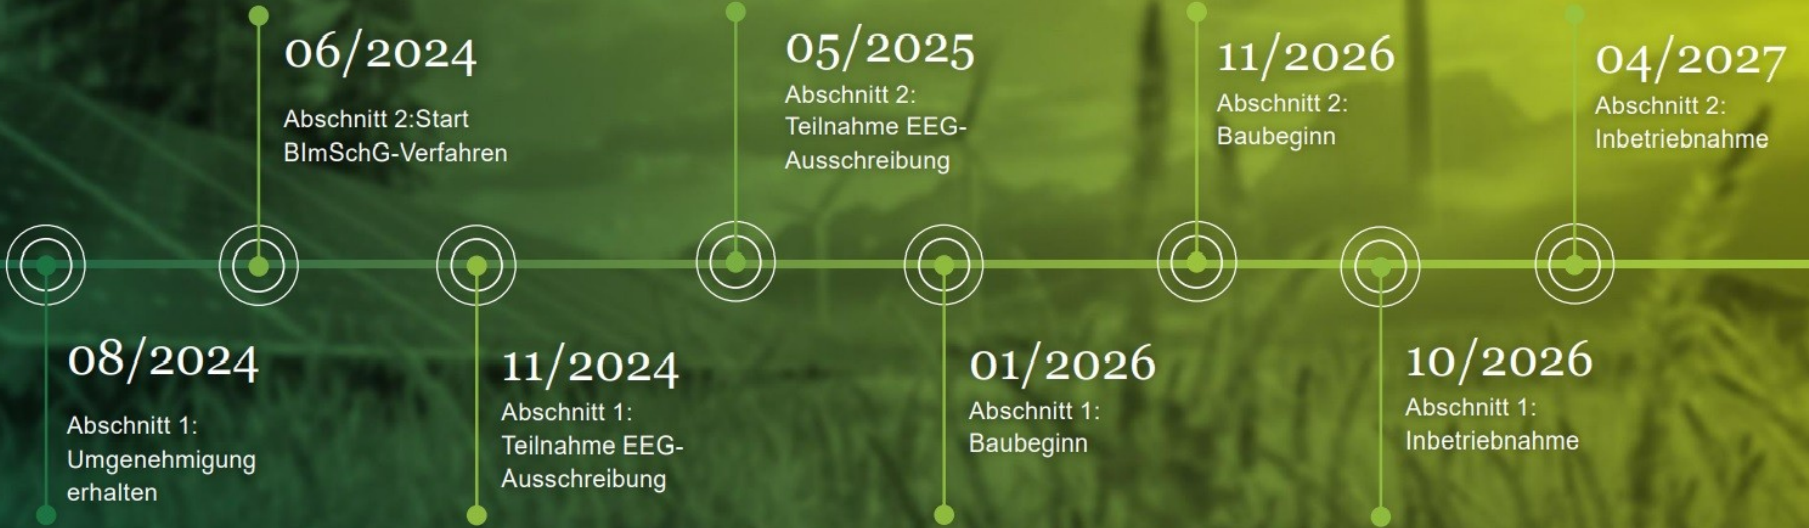 06/2024
Abschnitt 2:Start
BImSchG-Verfahren
05/2025
Abschnitt 2:
Teilnahme EEG-
Ausschreibung
11/2026
Abschnitt 2:
Baubeginn
04/2027
Abschnitt 2:
Inbetriebnahme
08/2024
Abschnitt 1:
Umgenehmigung
erhalten
11/2024
Abschnitt 1:
Teilnahme EEG-
Ausschreibung
01/2026
Abschnitt 1:
Baubeginn
10/2026
Abschnitt 1:
Inbetriebnahme